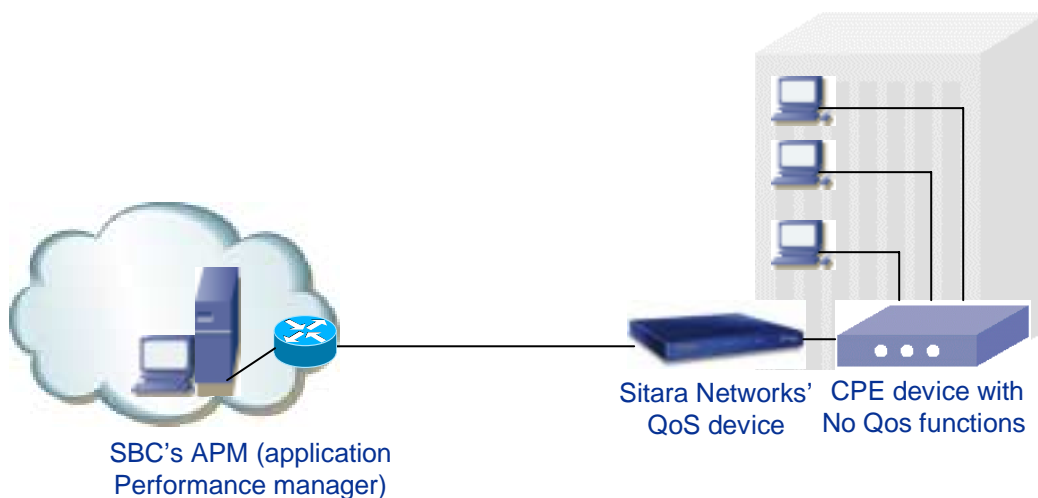 Sitara Networks’
QoS device
CPE device with
No Qos functions
SBC’s APM (application
Performance manager)